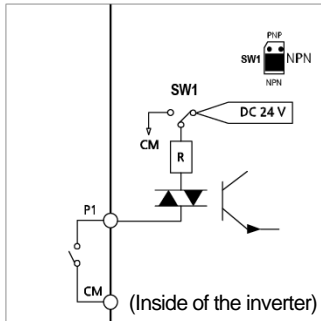 PNP
SW1 NPN
NPN
SW1
DC 24 V
CM
R
P1
CM
(Inside of the inverter)